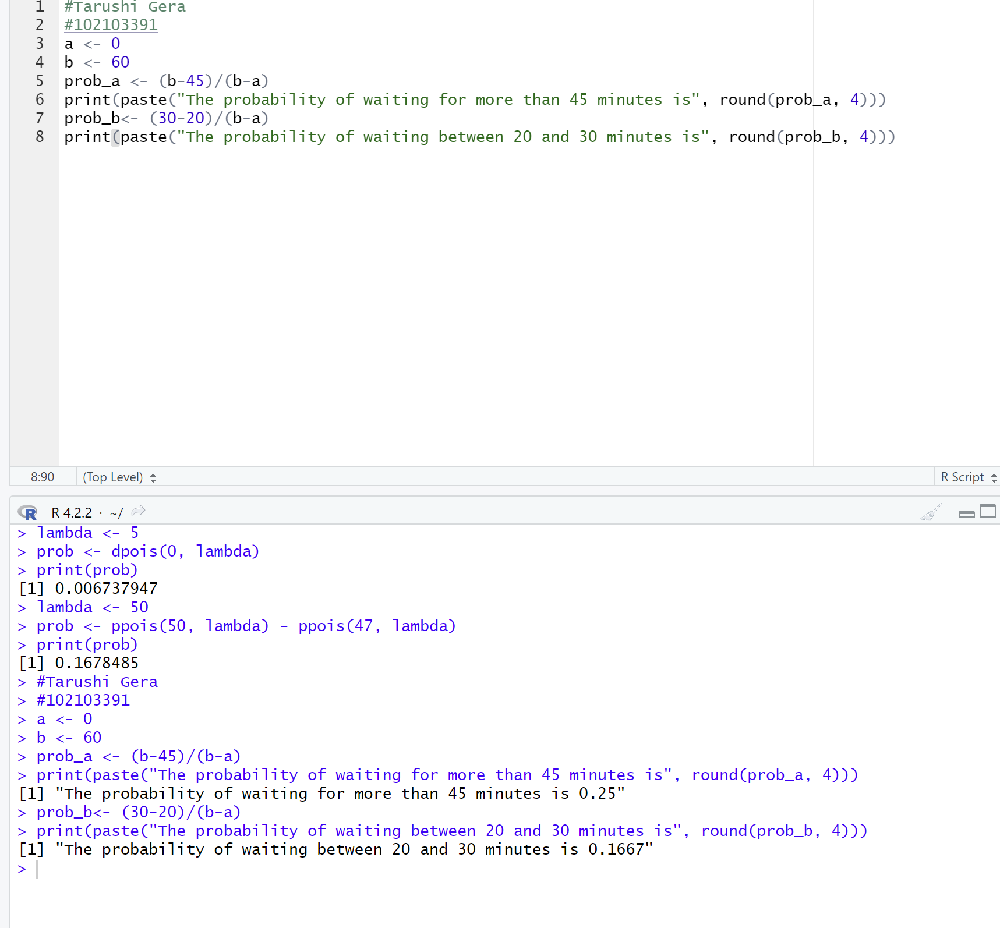 1 #Tarushi Gera
2 #102103391
3 a <- 0
4 b <- 60
5 prob_a <- (b-45)/(b-a)
6 print(paste("The probability of waiting for more than 45 minutes is", round(prob_a, 4)))
7 prob_b<- (30-20)/(b-a)
8 print(paste("The probability of waiting between 20 and 30 minutes is", round(prob_b, 4)))
8:90 (Top Level) R Script
R R 4.2.2 · ~/
> lambda <- 5
> prob <- dpois(0, lambda)
> print(prob)
[1] 0.006737947
> lambda <- 50
> prob <- ppois(50, lambda) - ppois(47, lambda)
> print(prob)
[1] 0.1678485
> #Tarushi Gera
> #102103391
> a <- 0
> b <- 60
> prob_a <- (b-45)/(b-a)
> print(paste("The probability of waiting for more than 45 minutes is", round(prob_a, 4)))
[1] "The probability of waiting for more than 45 minutes is 0.25"
> prob_b<- (30-20)/(b-a)
> print(paste("The probability of waiting between 20 and 30 minutes is", round(prob_b, 4)))
[1] "The probability of waiting between 20 and 30 minutes is 0.1667"
>